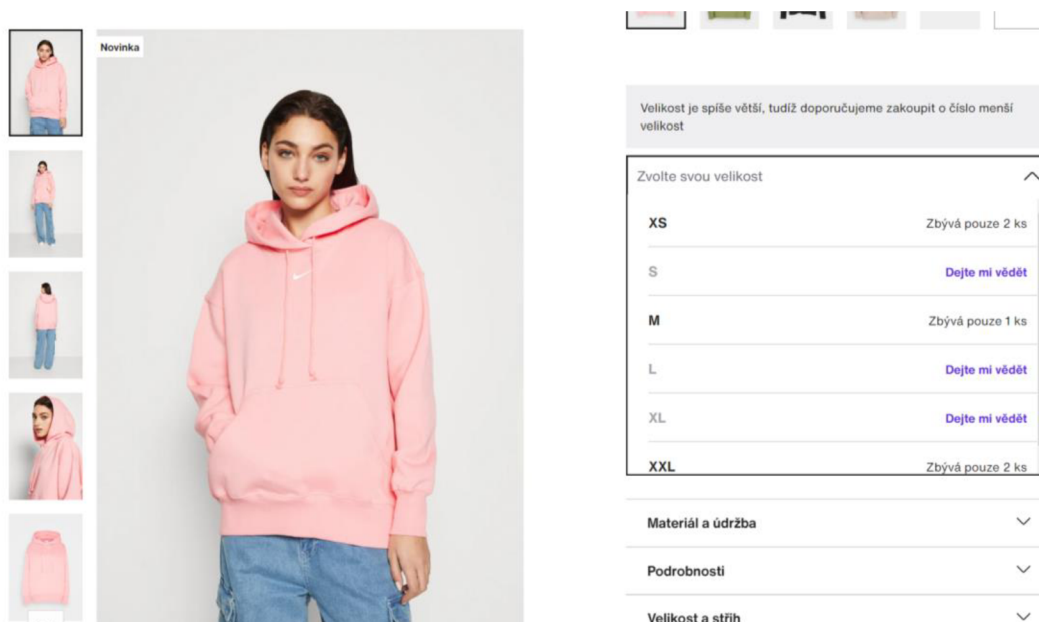 Novinka
Velikost je spíše větší, tudíž doporučujeme zakoupit o číslo menší
velikost
Zvolte svou velikost
XS Zbývá pouze 2 ks
S Dejte mi vědět
M Zbývá pouze 1 ks
L Dejte mi vědět
XL Dejte mi vědět
XXL Zbývá pouze 2 ks
Materiál a údržba
Podrobnosti
Velikost a střih